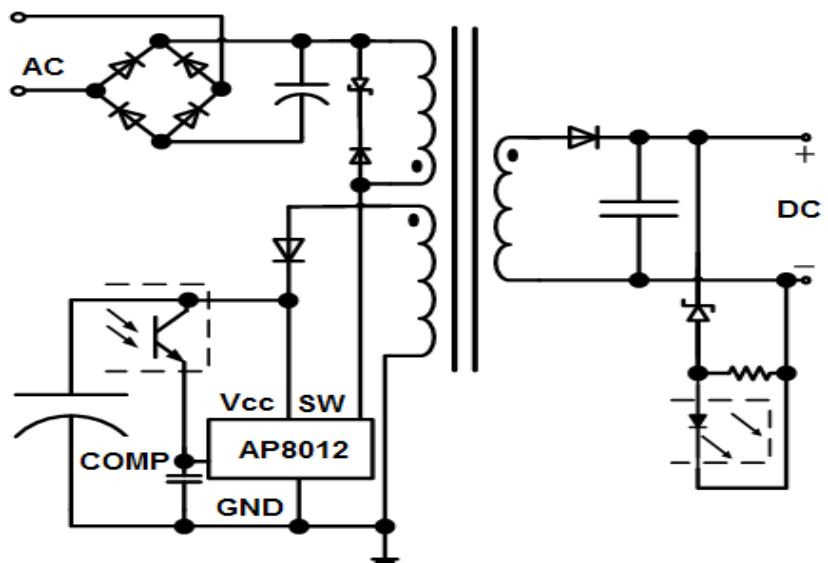 AC
+
DC
−
Vcc SW
AP8012
COMP
GND